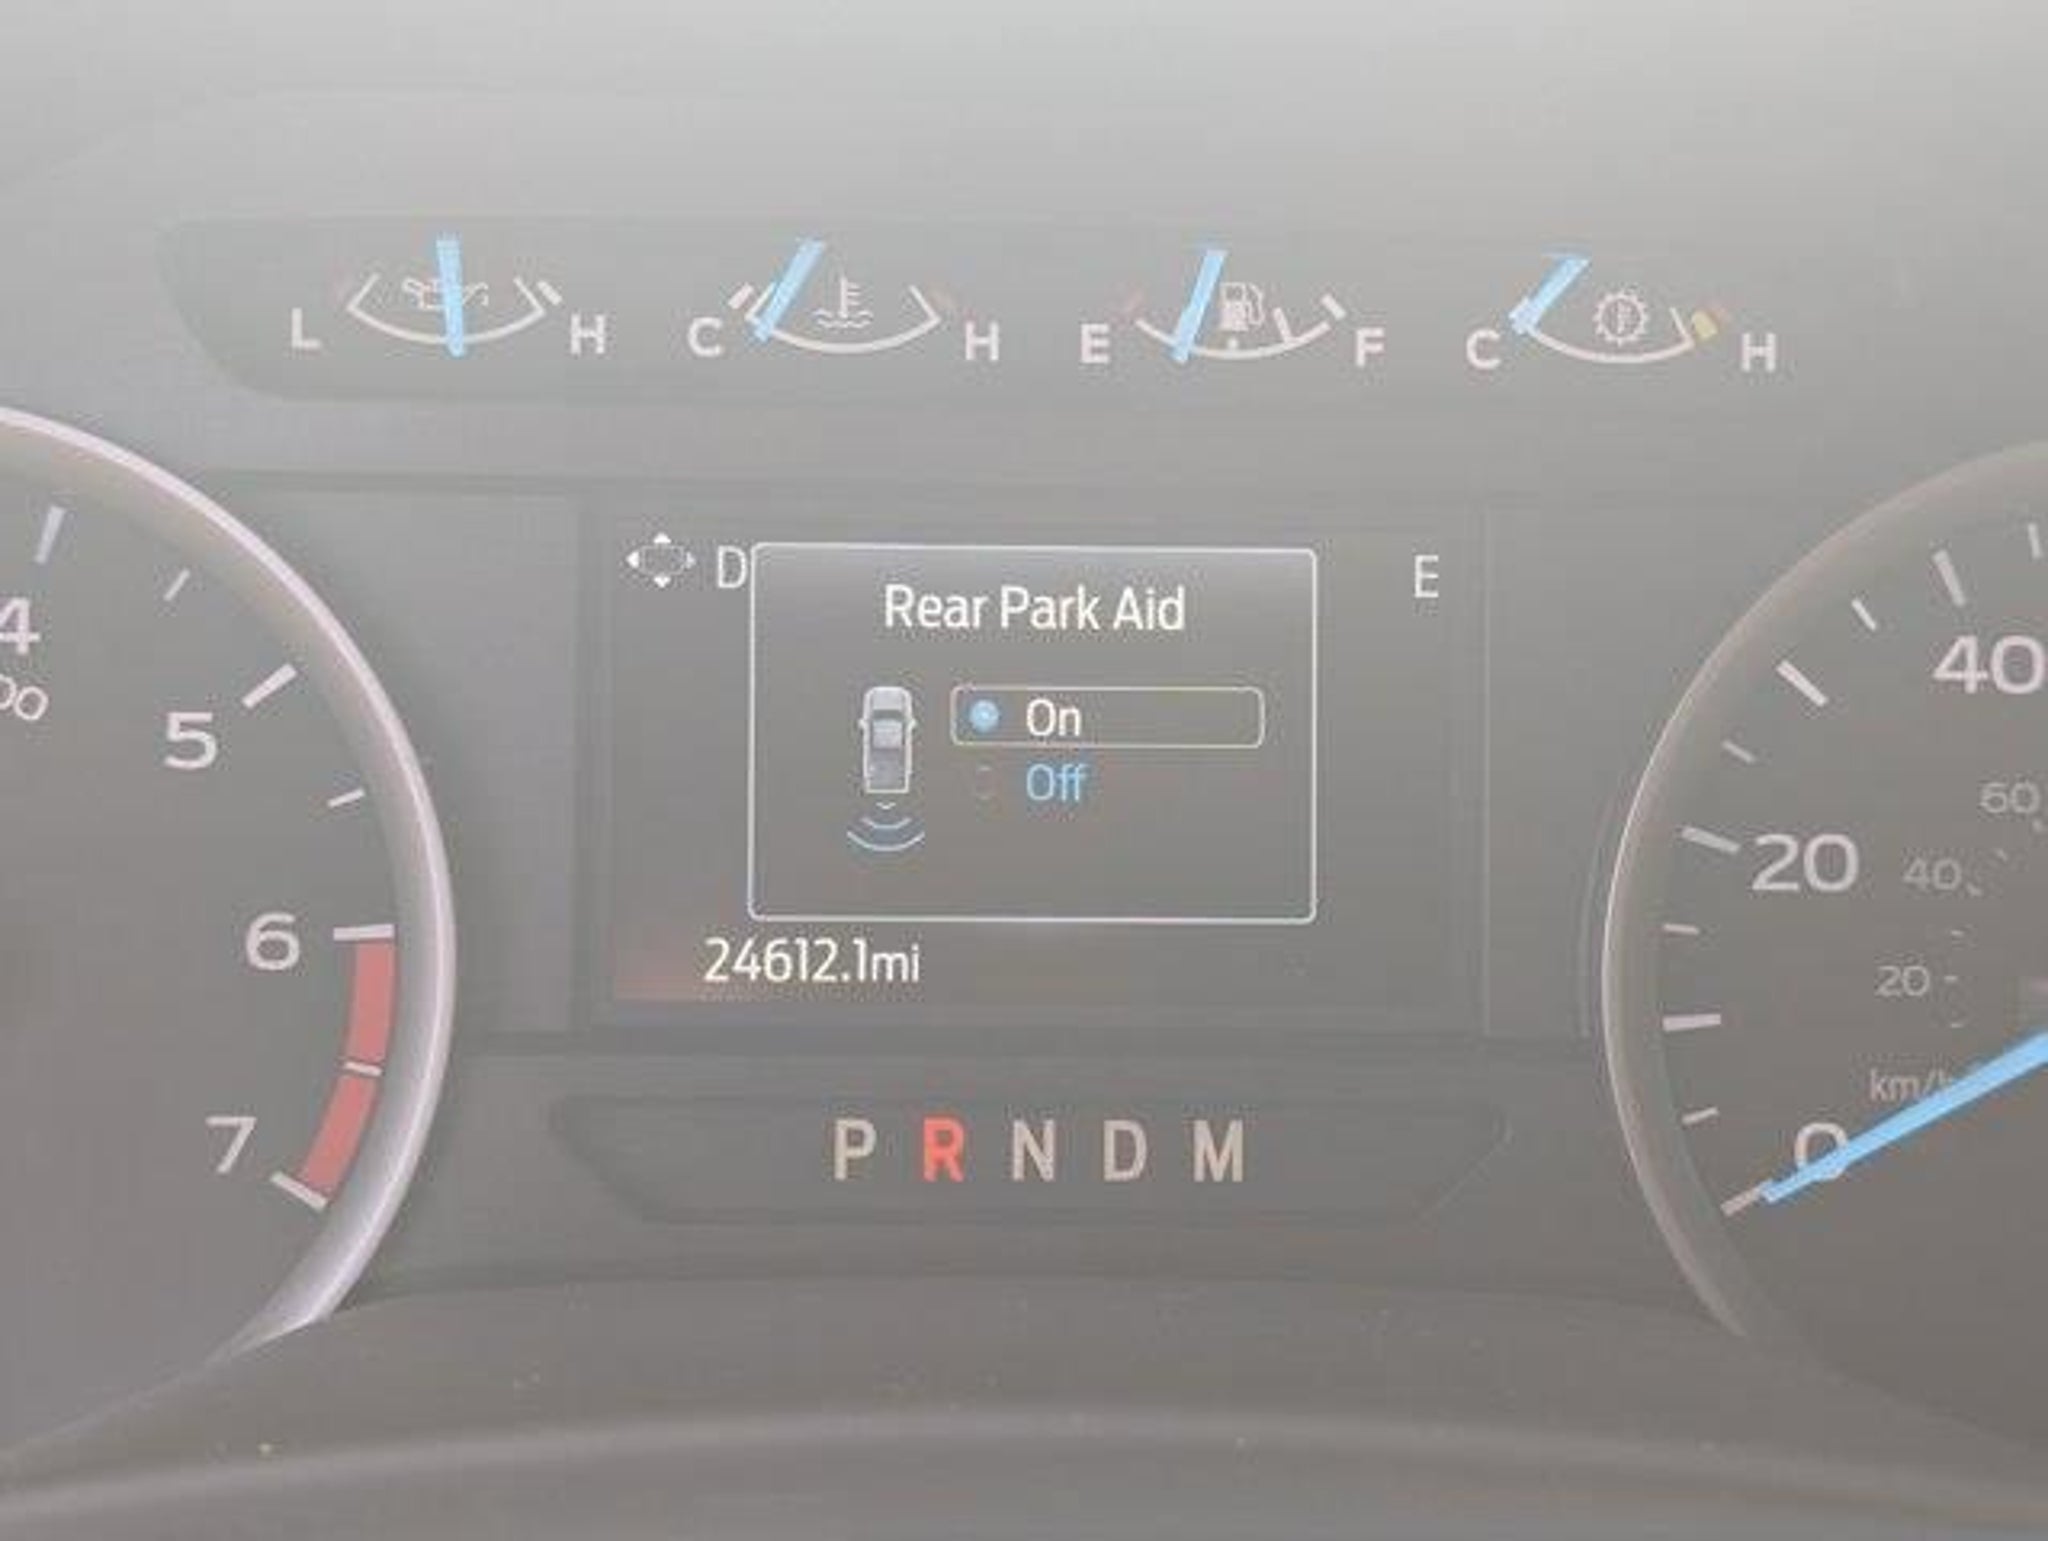 L H C H E F C H
D E
Rear Park Aid
On
Off
24612.1mi
P R N D M
4
5
6
7
40
20
0
60
40
20
km/h